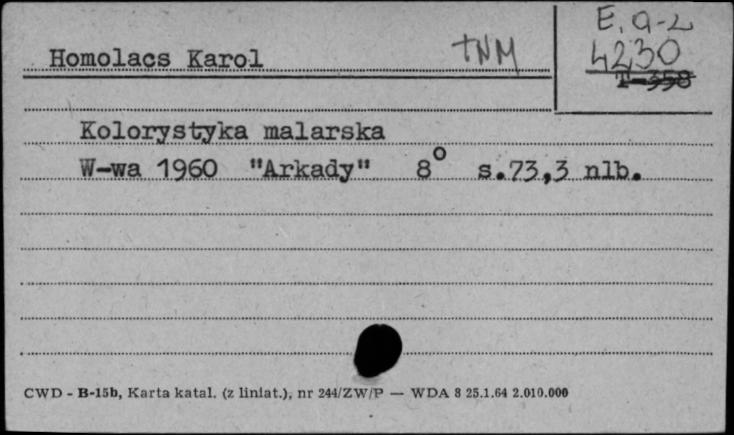 E. a-z
Homolacs Karol TNM 4230
T-358
Kolorystyka malarska
W-wa 1960 "Arkady" 8° s.73,3 nlb.
CWD - B-15b, Karta katal. (z liniat.), nr 244/ZW/P — WDA 8 25.1.64 2.010.000